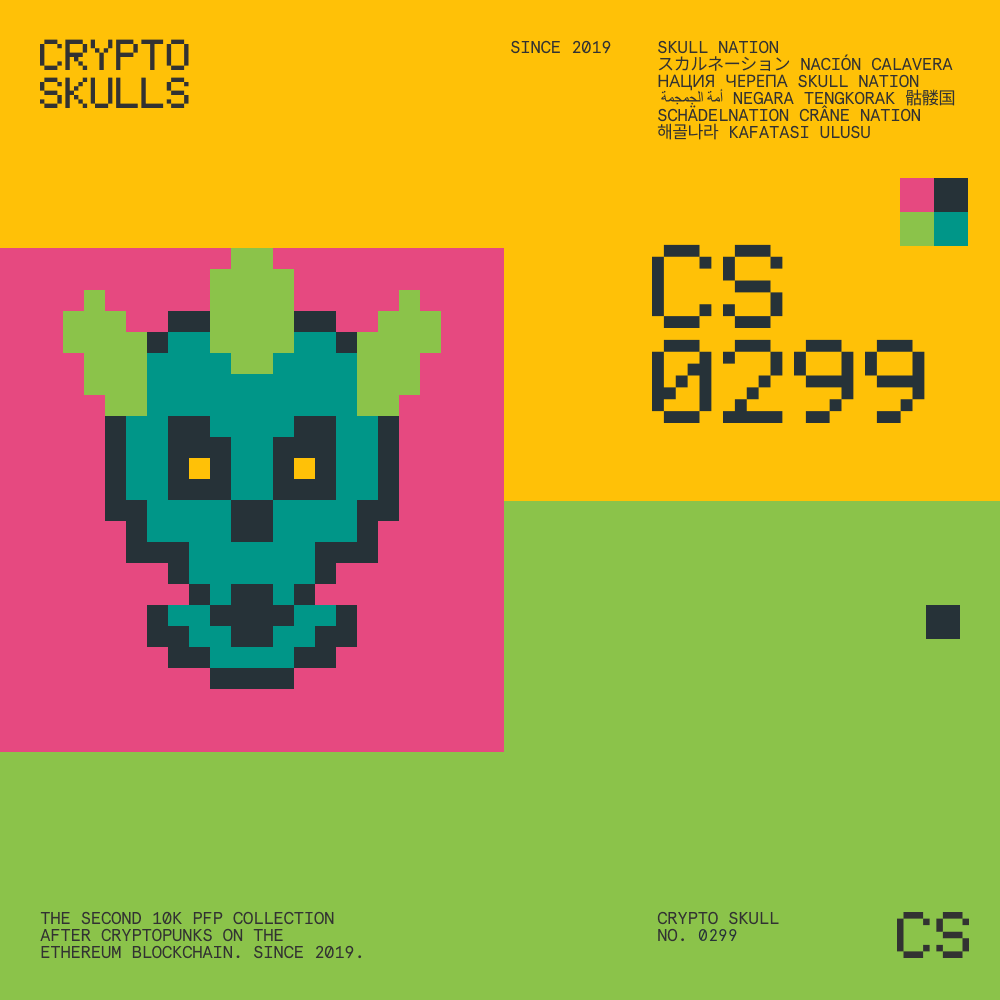 CRYPTO
SKULLS
SINCE 2019
SKULL NATION
スカルネーション NACIÓN CALAVERA
НАЦИЯ ЧЕРЕПА SKULL NATION
أمة الجمجمة NEGARA TENGKORAK 骷髅国
SCHÄDELNATION CRÂNE NATION
해골나라 KAFATASI ULUSU
CS
0299
THE SECOND 10K PFP COLLECTION
AFTER CRYPTOPUNKS ON THE
ETHEREUM BLOCKCHAIN. SINCE 2019.
CRYPTO SKULL
NO. 0299
CS